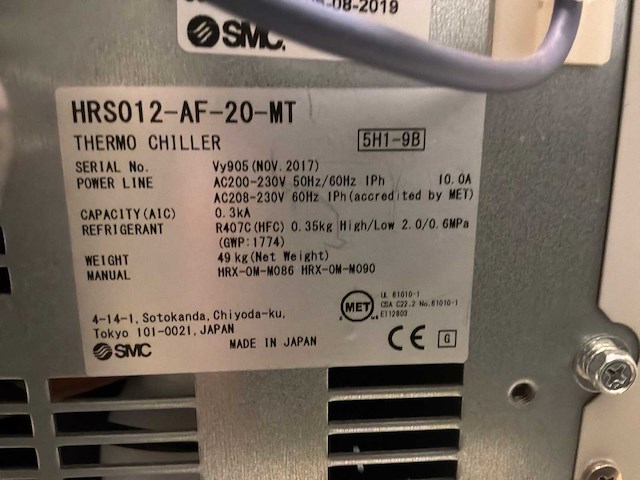 -08-2019
SMC.
HRS012-AF-20-MT
THERMO CHILLER 5H1-9B
SERIAL No. Vy905(NOV.2017)
POWER LINE AC200-230V 50Hz/60Hz 1Ph 10.0A
AC208-230V 60Hz 1Ph(accredited by MET)
CAPACITY(AIC) 0.3kA
REFRIGERANT R407C(HFC) 0.35kg High/Low 2.0/0.6MPa
(GWP:1774)
WEIGHT 49kg(Net Weight)
MANUAL HRX-OM-M086 HRX-OM-M090
4-14-1, Sotokanda, Chiyoda-ku,
Tokyo 101-0021, JAPAN
SMC MADE IN JAPAN
MET
UL 61010-1
CSA C22.2 No.61010-1
E112803
CE G